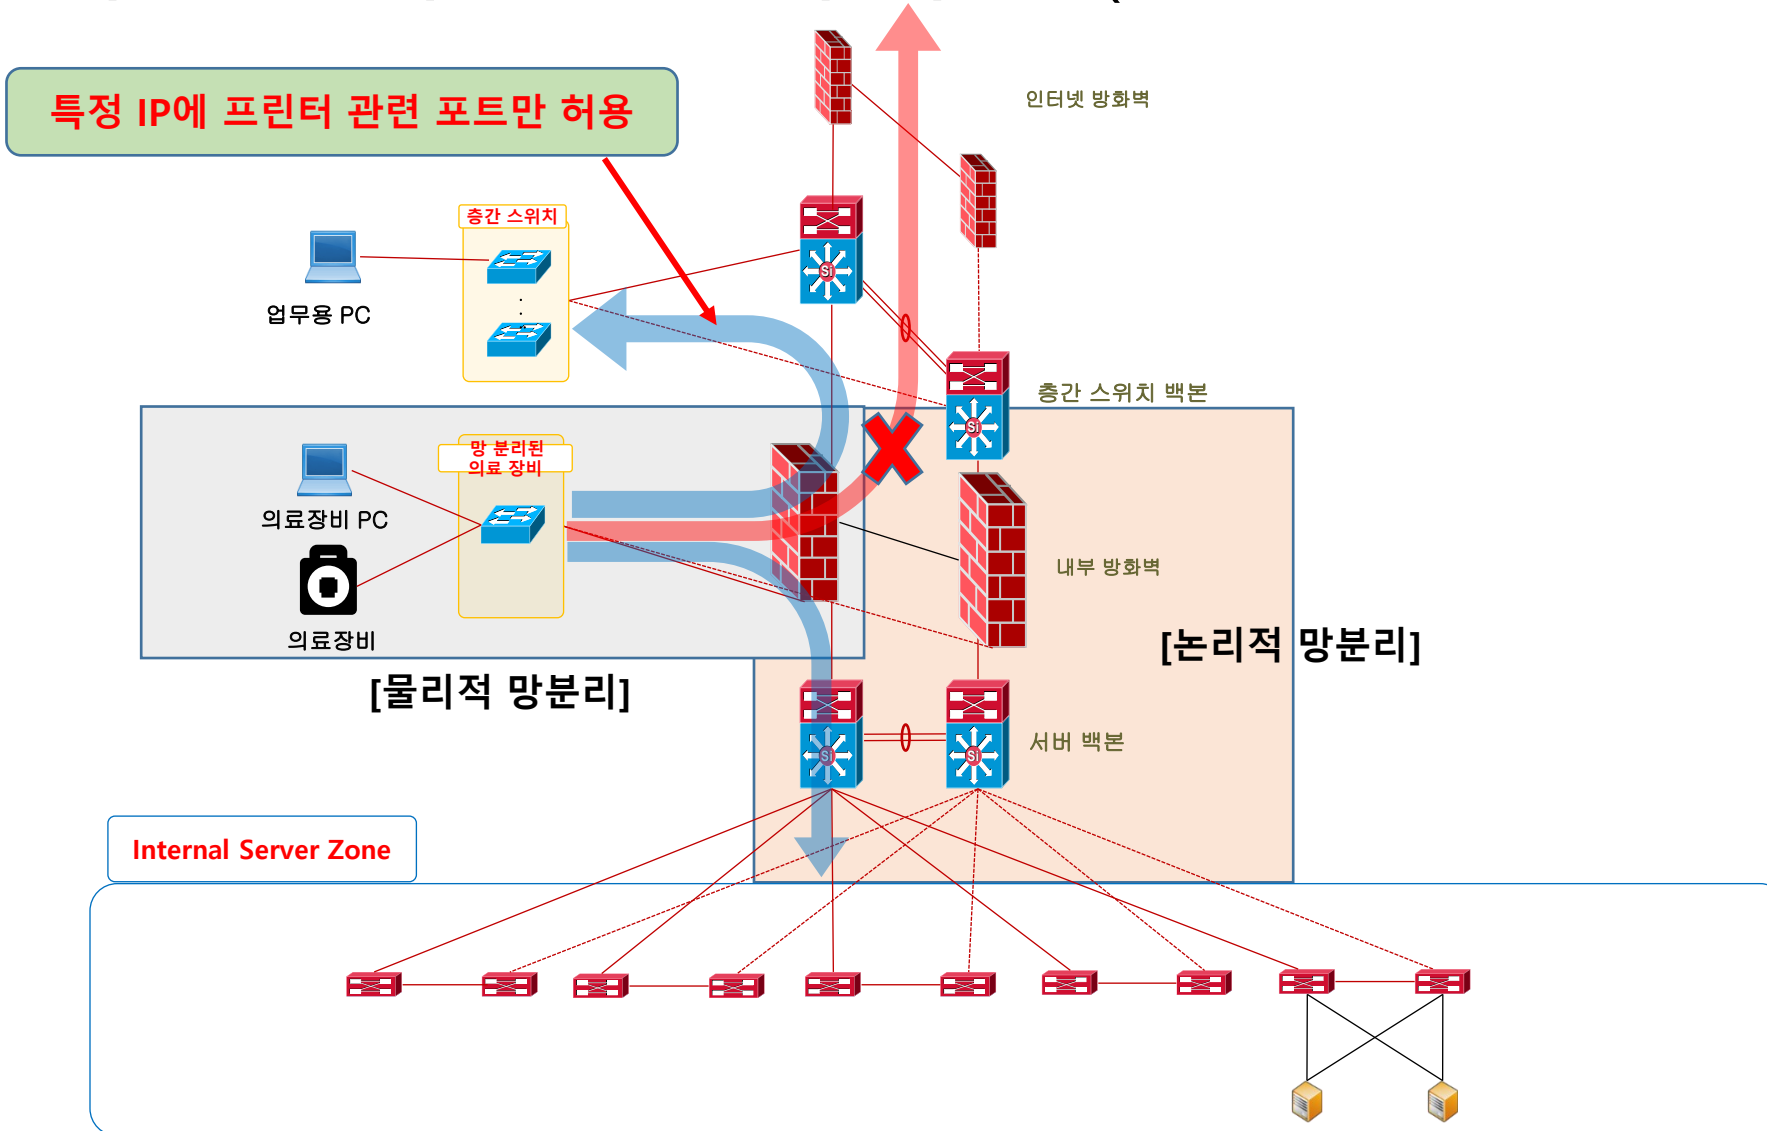 인터넷 방화벽
특정 IP에 프린터 관련 포트만 허용
층간 스위치
Si
업무용 PC
Si
층간 스위치 백본
망 분리된
의료 장비
의료장비 PC
내부 방화벽
의료장비
[논리적 망분리]
[물리적 망분리]
Si
Si
서버 백본
Internal Server Zone